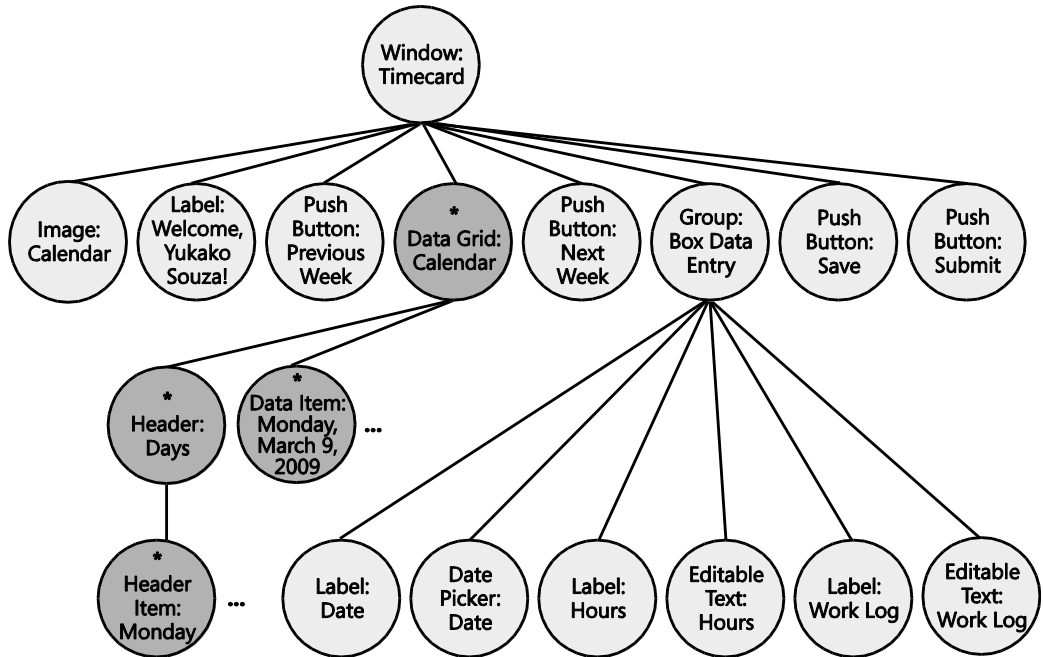 Window:
Timecard
Image:
Calendar
Label:
Welcome,
Yukako
Souza!
Push
Button:
Previous
Week
*
Data Grid:
Calendar
Push
Button:
Next
Week
Group:
Box Data
Entry
Push
Button:
Save
Push
Button:
Submit
*
Header:
Days
*
Data Item:
Monday,
March 9,
2009
...
*
Header
Item:
Monday
...
Label:
Date
Date
Picker:
Date
Label:
Hours
Editable
Text:
Hours
Label:
Work Log
Editable
Text:
Work Log